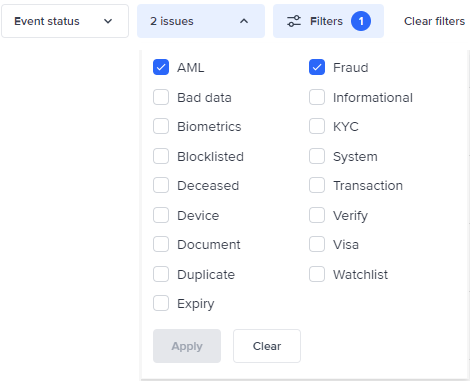 Event status 2 issues Filters 1 Clear filters
AML Fraud
Bad data Informational
Biometrics KYC
Blocklisted System
Deceased Transaction
Device Verify
Document Visa
Duplicate Watchlist
Expiry
Apply Clear